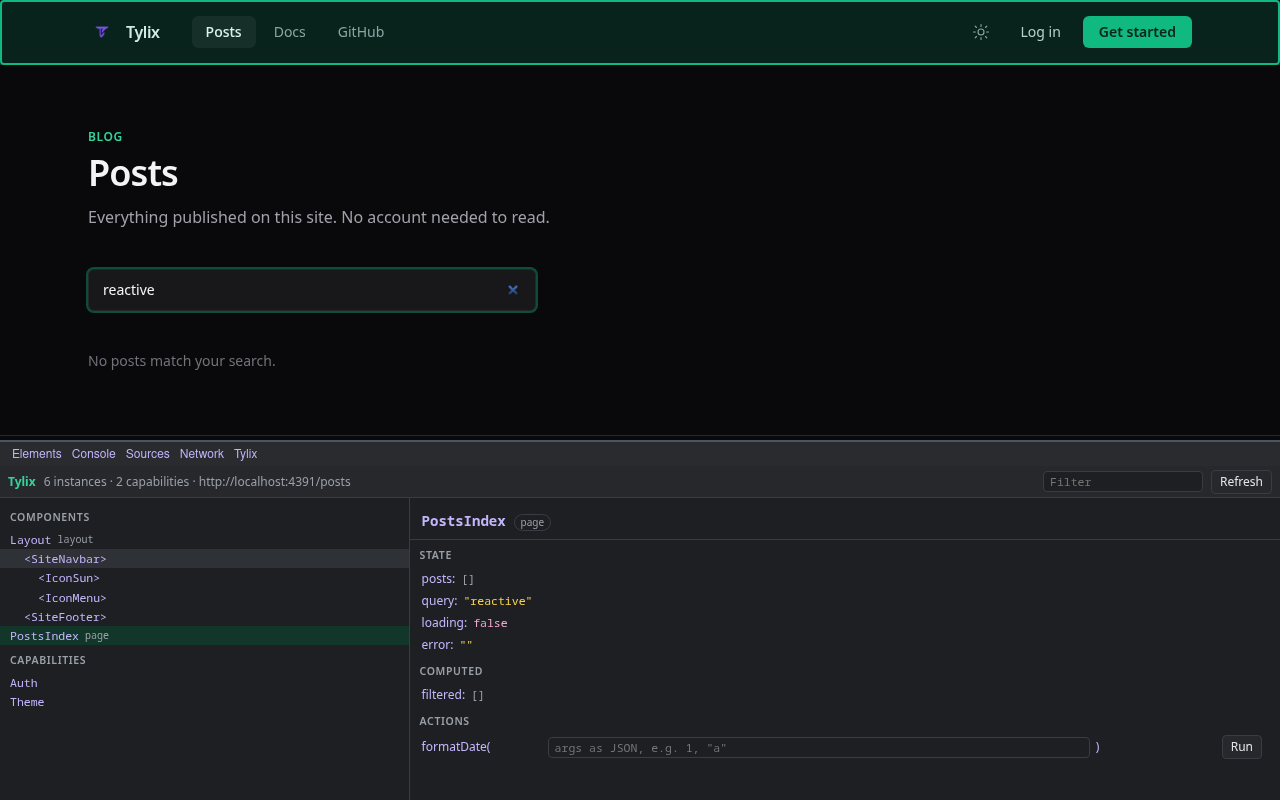 Tylix Posts Docs GitHub Log in Get started
BLOG
Posts
Everything published on this site. No account needed to read.
reactive
No posts match your search.
Elements Console Sources Network Tylix
Tylix 6 instances · 2 capabilities · http://localhost:4391/posts Filter Refresh
COMPONENTS
Layout layout
<SiteNavbar>
<IconSun>
<IconMenu>
<SiteFooter>
PostsIndex page
CAPABILITIES
Auth
Theme
PostsIndex page
STATE
posts: []
query: "reactive"
loading: false
error: ""
COMPUTED
filtered: []
ACTIONS
formatDate( args as JSON, e.g. 1, "a" ) Run